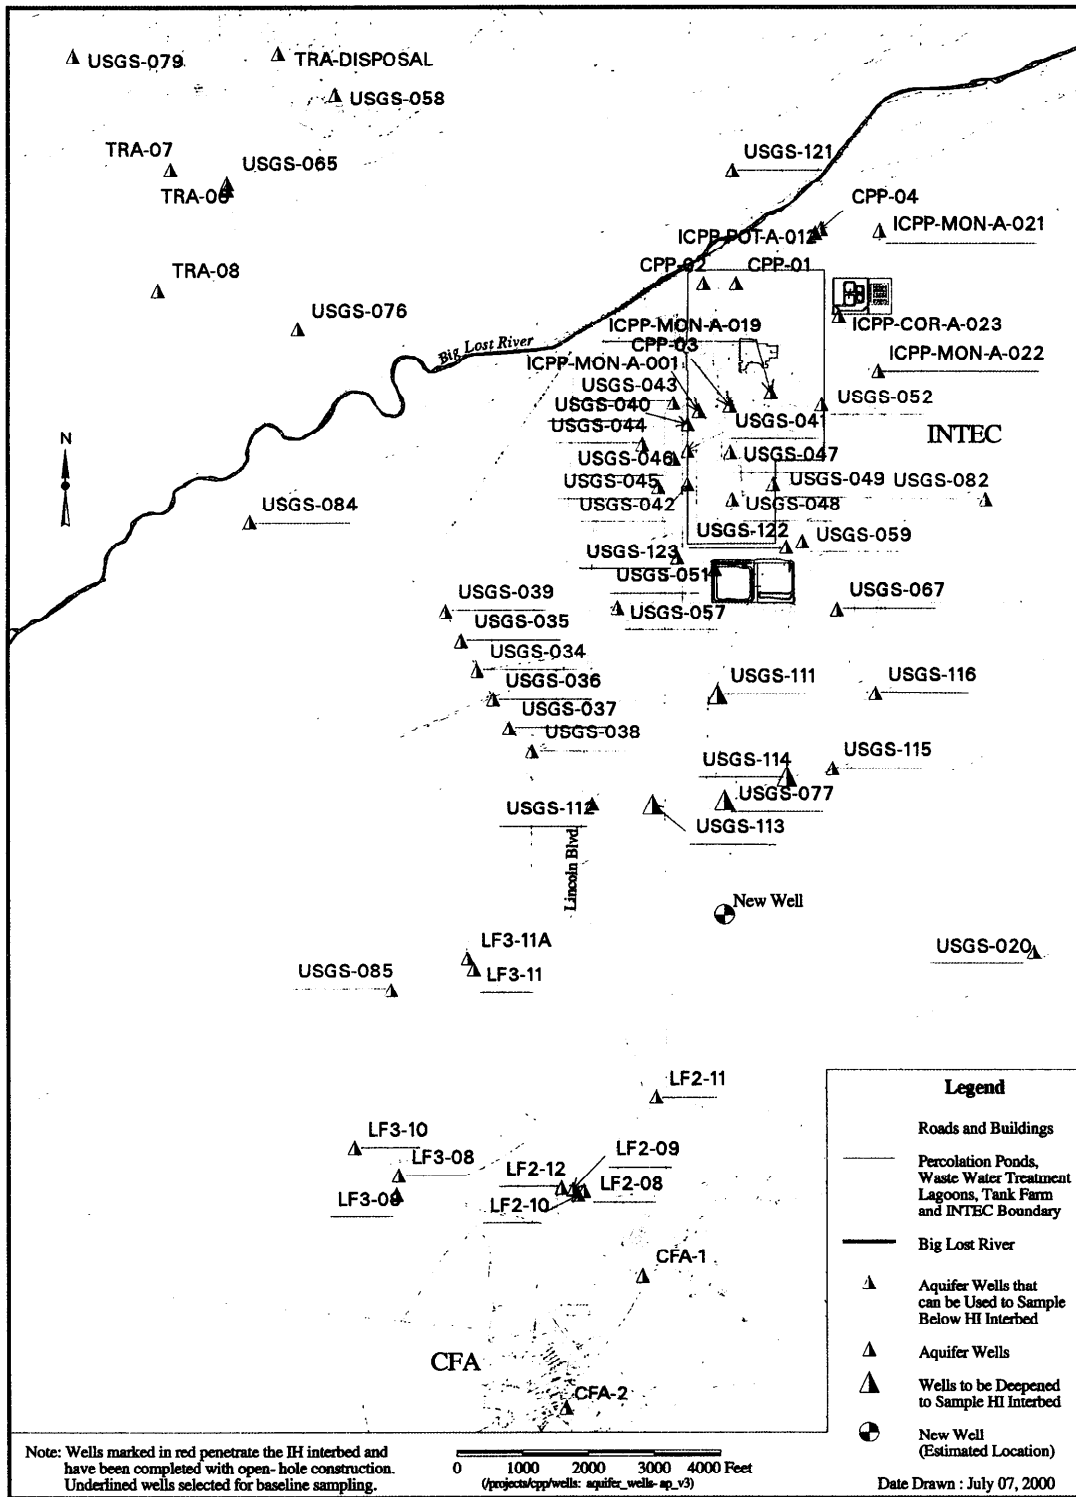 USGS-079
TRA-DISPOSAL
USGS-058
TRA-07
USGS-065
TRA-06
USGS-121
CPP-04
ICPP-POT-A-012
ICPP-MON-A-021
TRA-08
CPP-02
CPP-01
USGS-076
Big Lost River
ICPP-MON-A-019
ICPP-COR-A-023
CPP-03
ICPP-MON-A-001
ICPP-MON-A-022
USGS-043
USGS-040
USGS-052
USGS-044
USGS-041
INTEC
N
USGS-046
USGS-047
USGS-045
USGS-049
USGS-082
USGS-084
USGS-042
USGS-048
USGS-122
USGS-059
USGS-123
USGS-051
USGS-039
USGS-057
USGS-067
USGS-035
USGS-034
USGS-036
USGS-111
USGS-116
USGS-037
USGS-038
USGS-114
USGS-115
USGS-077
USGS-112
USGS-113
Lincoln Blvd
New Well
LF3-11A
USGS-020
USGS-085
LF3-11
LF2-11
LF3-10
LF3-08
LF2-09
LF2-12
LF2-08
LF3-09
LF2-10
CFA-1
CFA
CFA-2
Legend
Roads and Buildings
Percolation Ponds,
Waste Water Treatment
Lagoons, Tank Farm
and INTEC Boundary
Big Lost River
Aquifer Wells that
can be Used to Sample
Below HI Interbed
Aquifer Wells
Wells to be Deepened
to Sample HI Interbed
New Well
(Estimated Location)
Note: Wells marked in red penetrate the IH interbed and
have been completed with open- hole construction.
Underlined wells selected for baseline sampling.
0 1000 2000 3000 4000 Feet
(/projects/cpp/wells: aquifer_wells- ap_v3)
Date Drawn : July 07, 2000